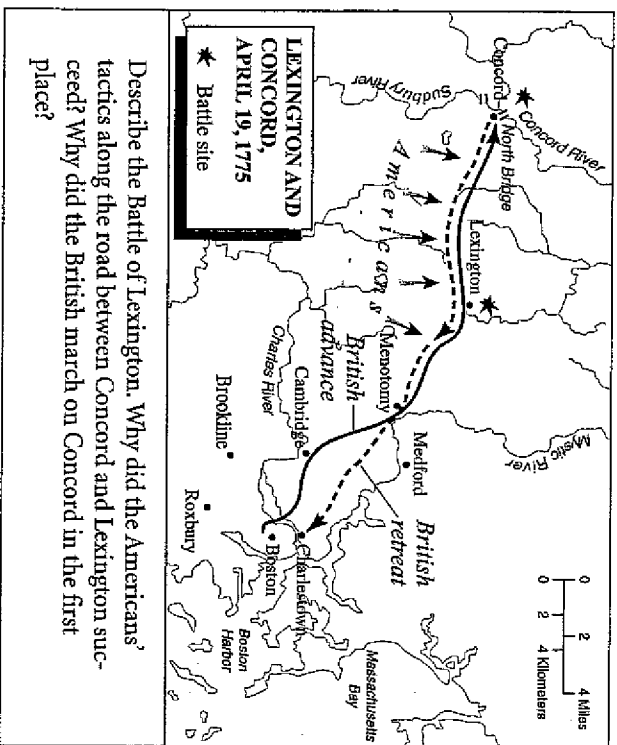 0 2 4 Miles
0 2 4 Kilometers
Concord River
Concord
North Bridge
Sudbury River
Lexington
Americans
Mystic River
Menotomy
Medford
British
advance
British
retreat
Cambridge
Charles River
Charlestown
Boston
Brookline
Roxbury
Boston
Harbor
Massachusetts
Bay
LEXINGTON AND
CONCORD,
APRIL 19, 1775
Battle site
Describe the Battle of Lexington. Why did the Americans’
tactics along the road between Concord and Lexington suc-
ceed? Why did the British march on Concord in the first
place?